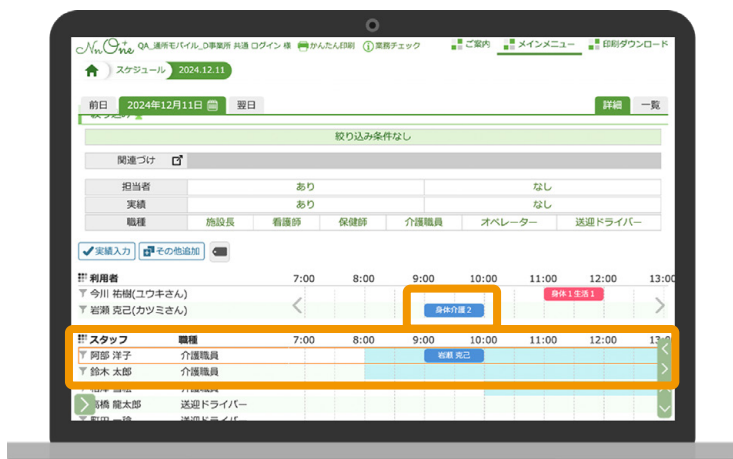 NnOne QA_通所モバイル_O事業所 共通 ログイン 様 かんたん印刷 業務チェック ご案内 メインメニュー 印刷ダウンロード
スケジュール 2024.12.11
前日 2024年12月11日 翌日 詳細 一覧
絞り込み
絞り込み条件なし
関連づけ
担当者 あり なし
実績 あり なし
職種 施設長 看護師 保健師 介護職員 オペレーター 送迎ドライバー
実績入力 その他追加
利用者 7:00 8:00 9:00 10:00 11:00 12:00 13:00
今川 祐樹(ユウキさん) 身体1生活1
岩瀬 克己(カツミさん) 身体介護2
スタッフ 職種 7:00 8:00 9:00 10:00 11:00 12:00
阿部 洋子 介護職員 岩瀬 克己
鈴木 太郎 介護職員
介護職員
高橋 龍太郎 送迎ドライバー
送迎ドライバー